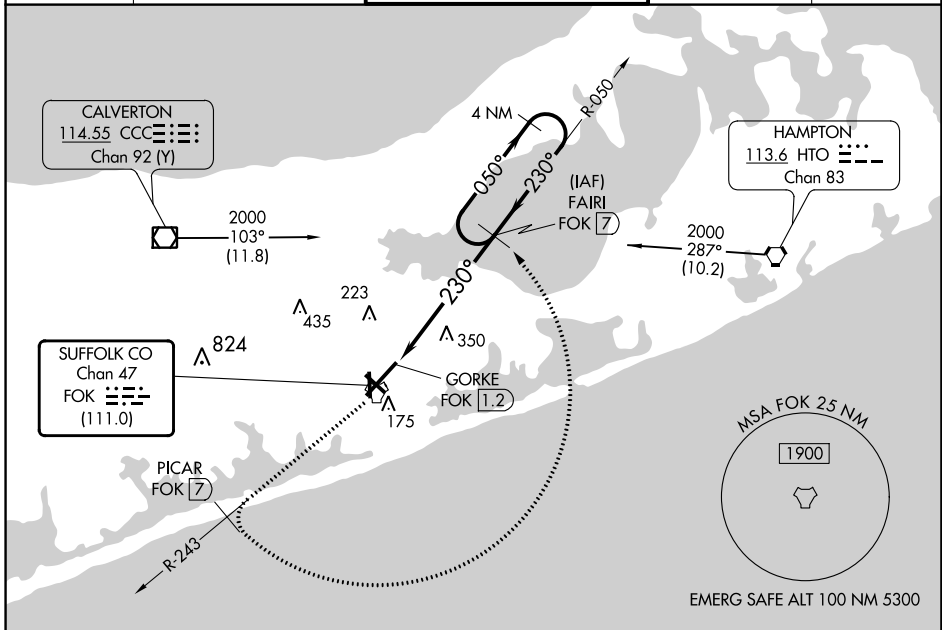 CALVERTON
114.55 CCC
Chan 92 (Y)
2000
103°
(11.8)
4 NM
R-050
050°
230°
(IAF)
FAIRI
FOK 7
HAMPTON
113.6 HTO
Chan 83
2000
287°
(10.2)
230°
435
223
350
824
SUFFOLK CO
Chan 47
FOK
(111.0)
GORKE
FOK 1.2
175
PICAR
FOK 7
R-243
MSA FOK 25 NM
1900
EMERG SAFE ALT 100 NM 5300